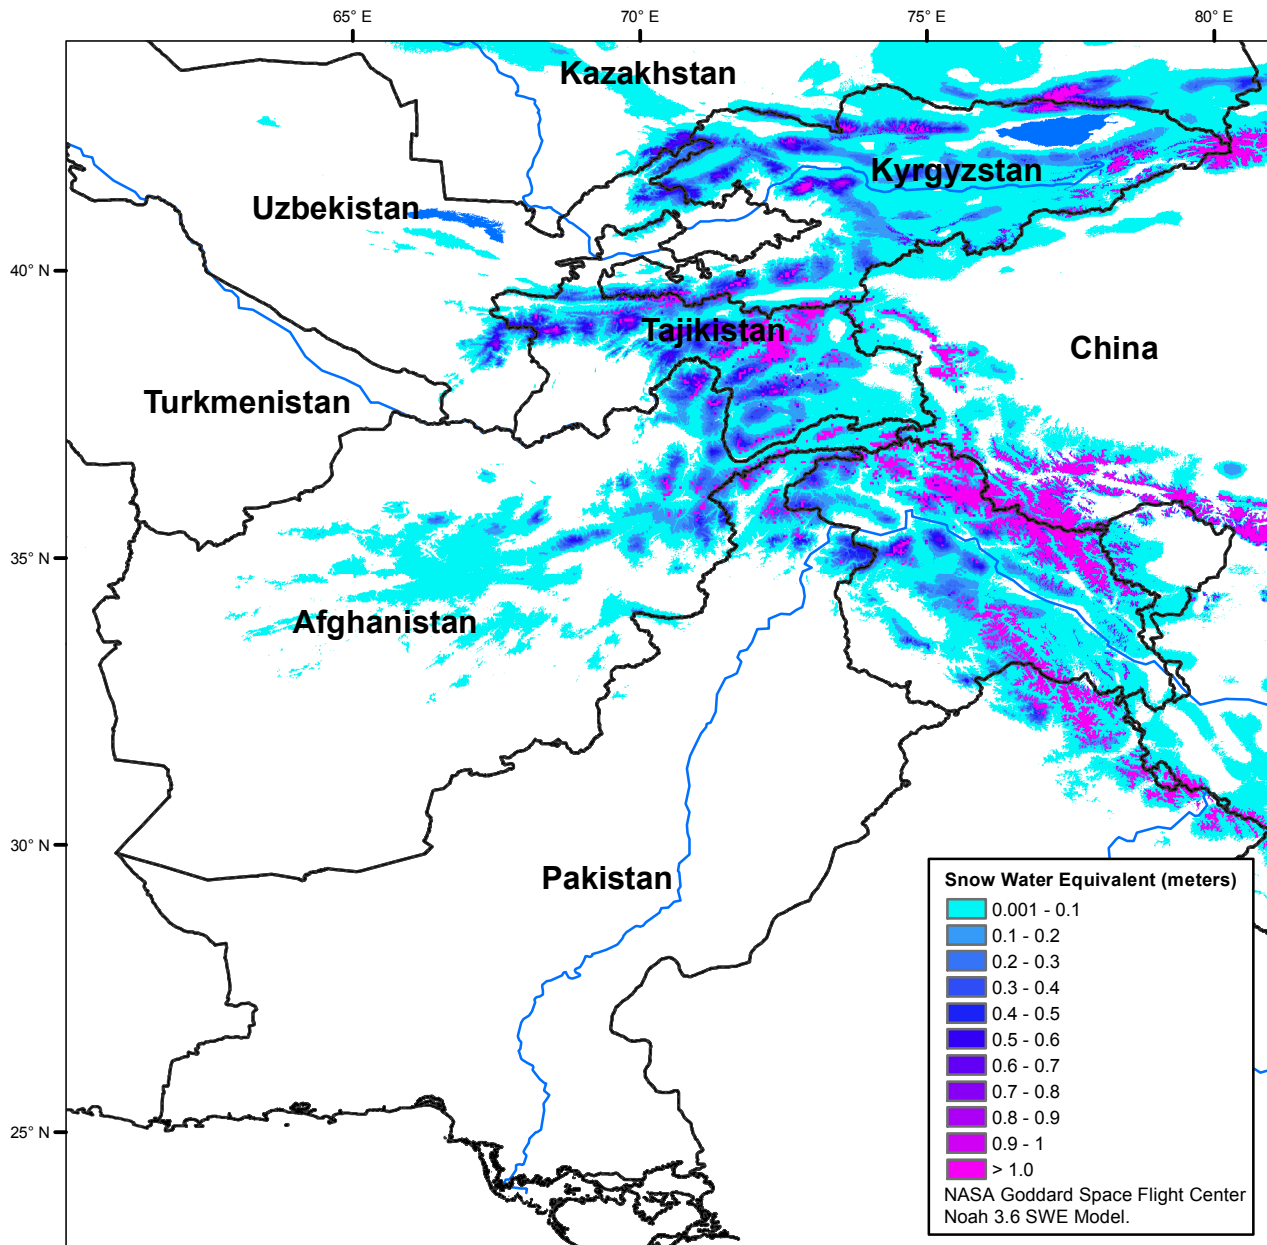 65° E
70° E
75° E
80° E
Kazakhstan
Kyrgyzstan
Uzbekistan
40° N
Tajikistan
China
Turkmenistan
35° N
Afghanistan
30° N
Pakistan
25° N
Snow Water Equivalent (meters)
0.001 - 0.1
0.1 - 0.2
0.2 - 0.3
0.3 - 0.4
0.4 - 0.5
0.5 - 0.6
0.6 - 0.7
0.7 - 0.8
0.8 - 0.9
0.9 - 1
> 1.0
NASA Goddard Space Flight Center
Noah 3.6 SWE Model.